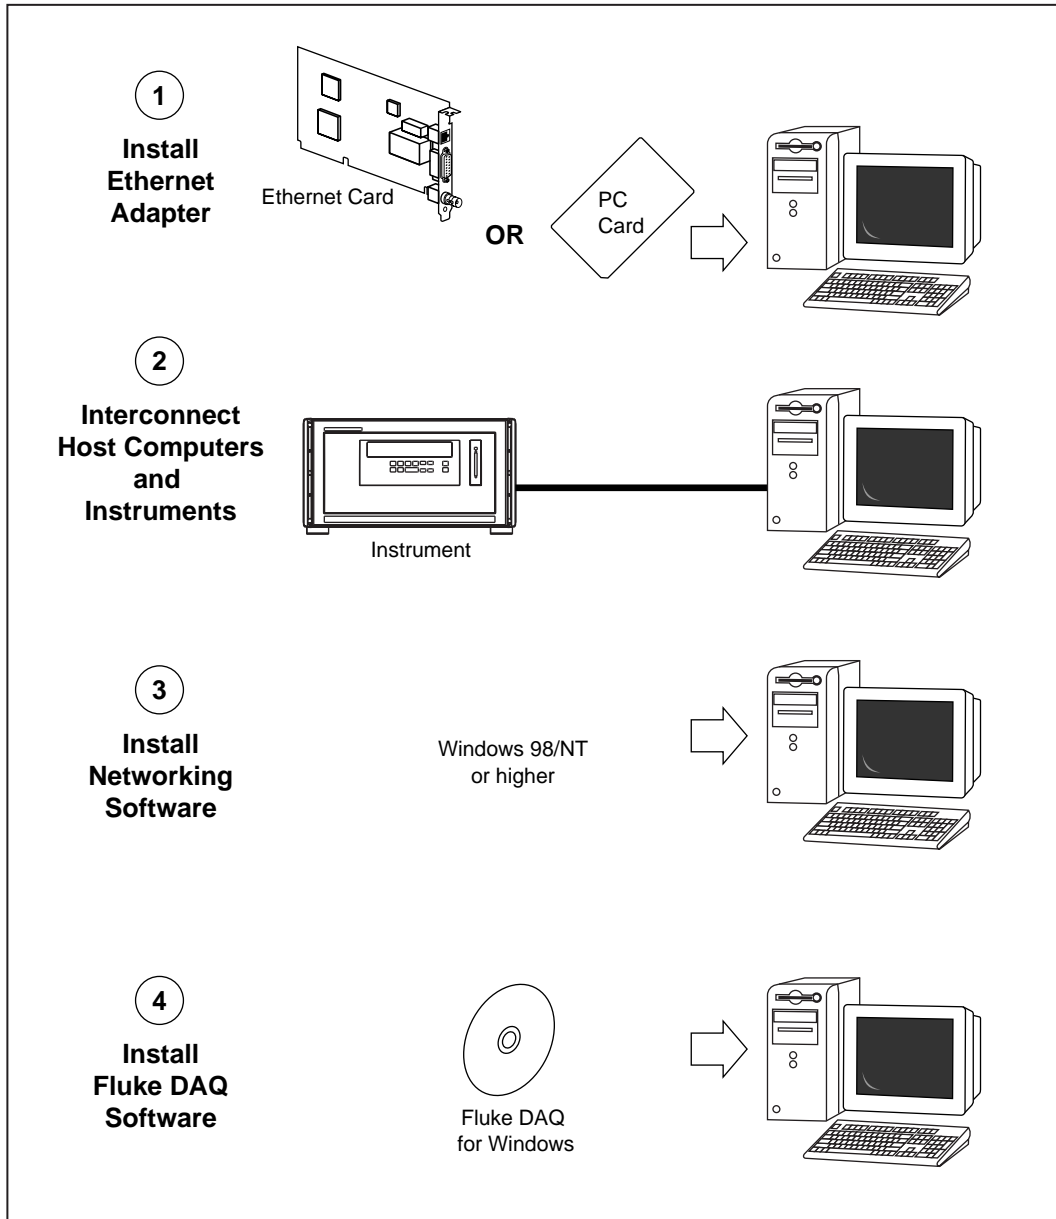 1
Install
Ethernet
Adapter
Ethernet Card
OR
PC
Card
2
Interconnect
Host Computers
and
Instruments
Instrument
3
Install
Networking
Software
Windows 98/NT
or higher
4
Install
Fluke DAQ
Software
Fluke DAQ
for Windows